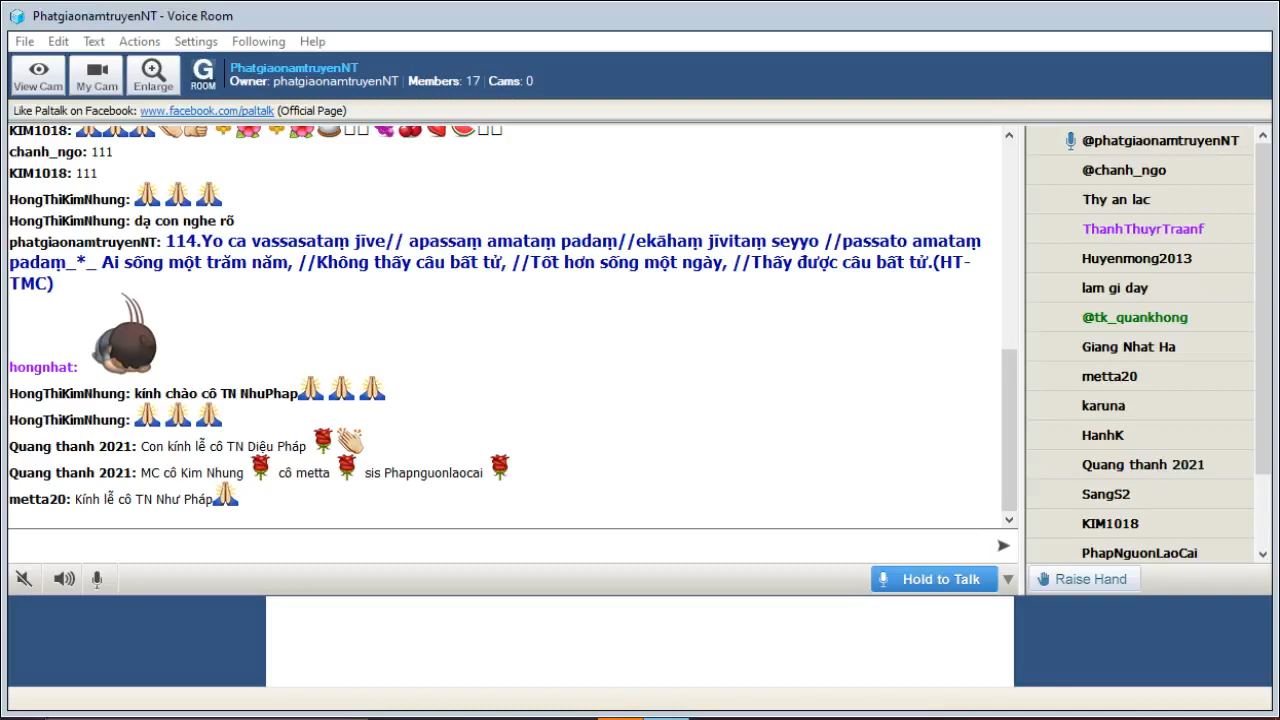 PhatgiaonamtruyenNT - Voice Room
File Edit Text Actions Settings Following Help
View Cam My Cam Enlarge G ROOM
PhatgiaonamtruyenNT
Owner: phatgiaonamtruyenNT | Members: 17 | Cams: 0
Like Paltalk on Facebook: www.facebook.com/paltalk (Official Page)
KIM1018:
chanh_ngo: 111
KIM1018: 111
HongThiKimNhung:
HongThiKimNhung: dạ con nghe rõ
phatgiaonamtruyenNT: 114.Yo ca vassasataṃ jīve// apassaṃ amataṃ padaṃ//ekāhaṃ jīvitaṃ seyyo //passato amataṃ
padaṃ_*_ Ai sống một trăm năm, //Không thấy câu bất tử, //Tốt hơn sống một ngày, //Thấy được câu bất tử.(HT-
TMC)
hongnhat:
HongThiKimNhung: kính chào cô TN NhuPhap
HongThiKimNhung:
Quang thanh 2021: Con kính lễ cô TN Diệu Pháp
Quang thanh 2021: MC cô Kim Nhung cô metta sis Phapnguonlaocai
metta20: Kính lễ cô TN Như Pháp
Hold to Talk
@phatgiaonamtruyenNT
@chanh_ngo
Thy an lac
ThanhThuyrTraanf
Huyenmong2013
lam gi day
@tk_quankhong
Giang Nhat Ha
metta20
karuna
HanhK
Quang thanh 2021
SangS2
KIM1018
PhapNguonLaoCai
Raise Hand